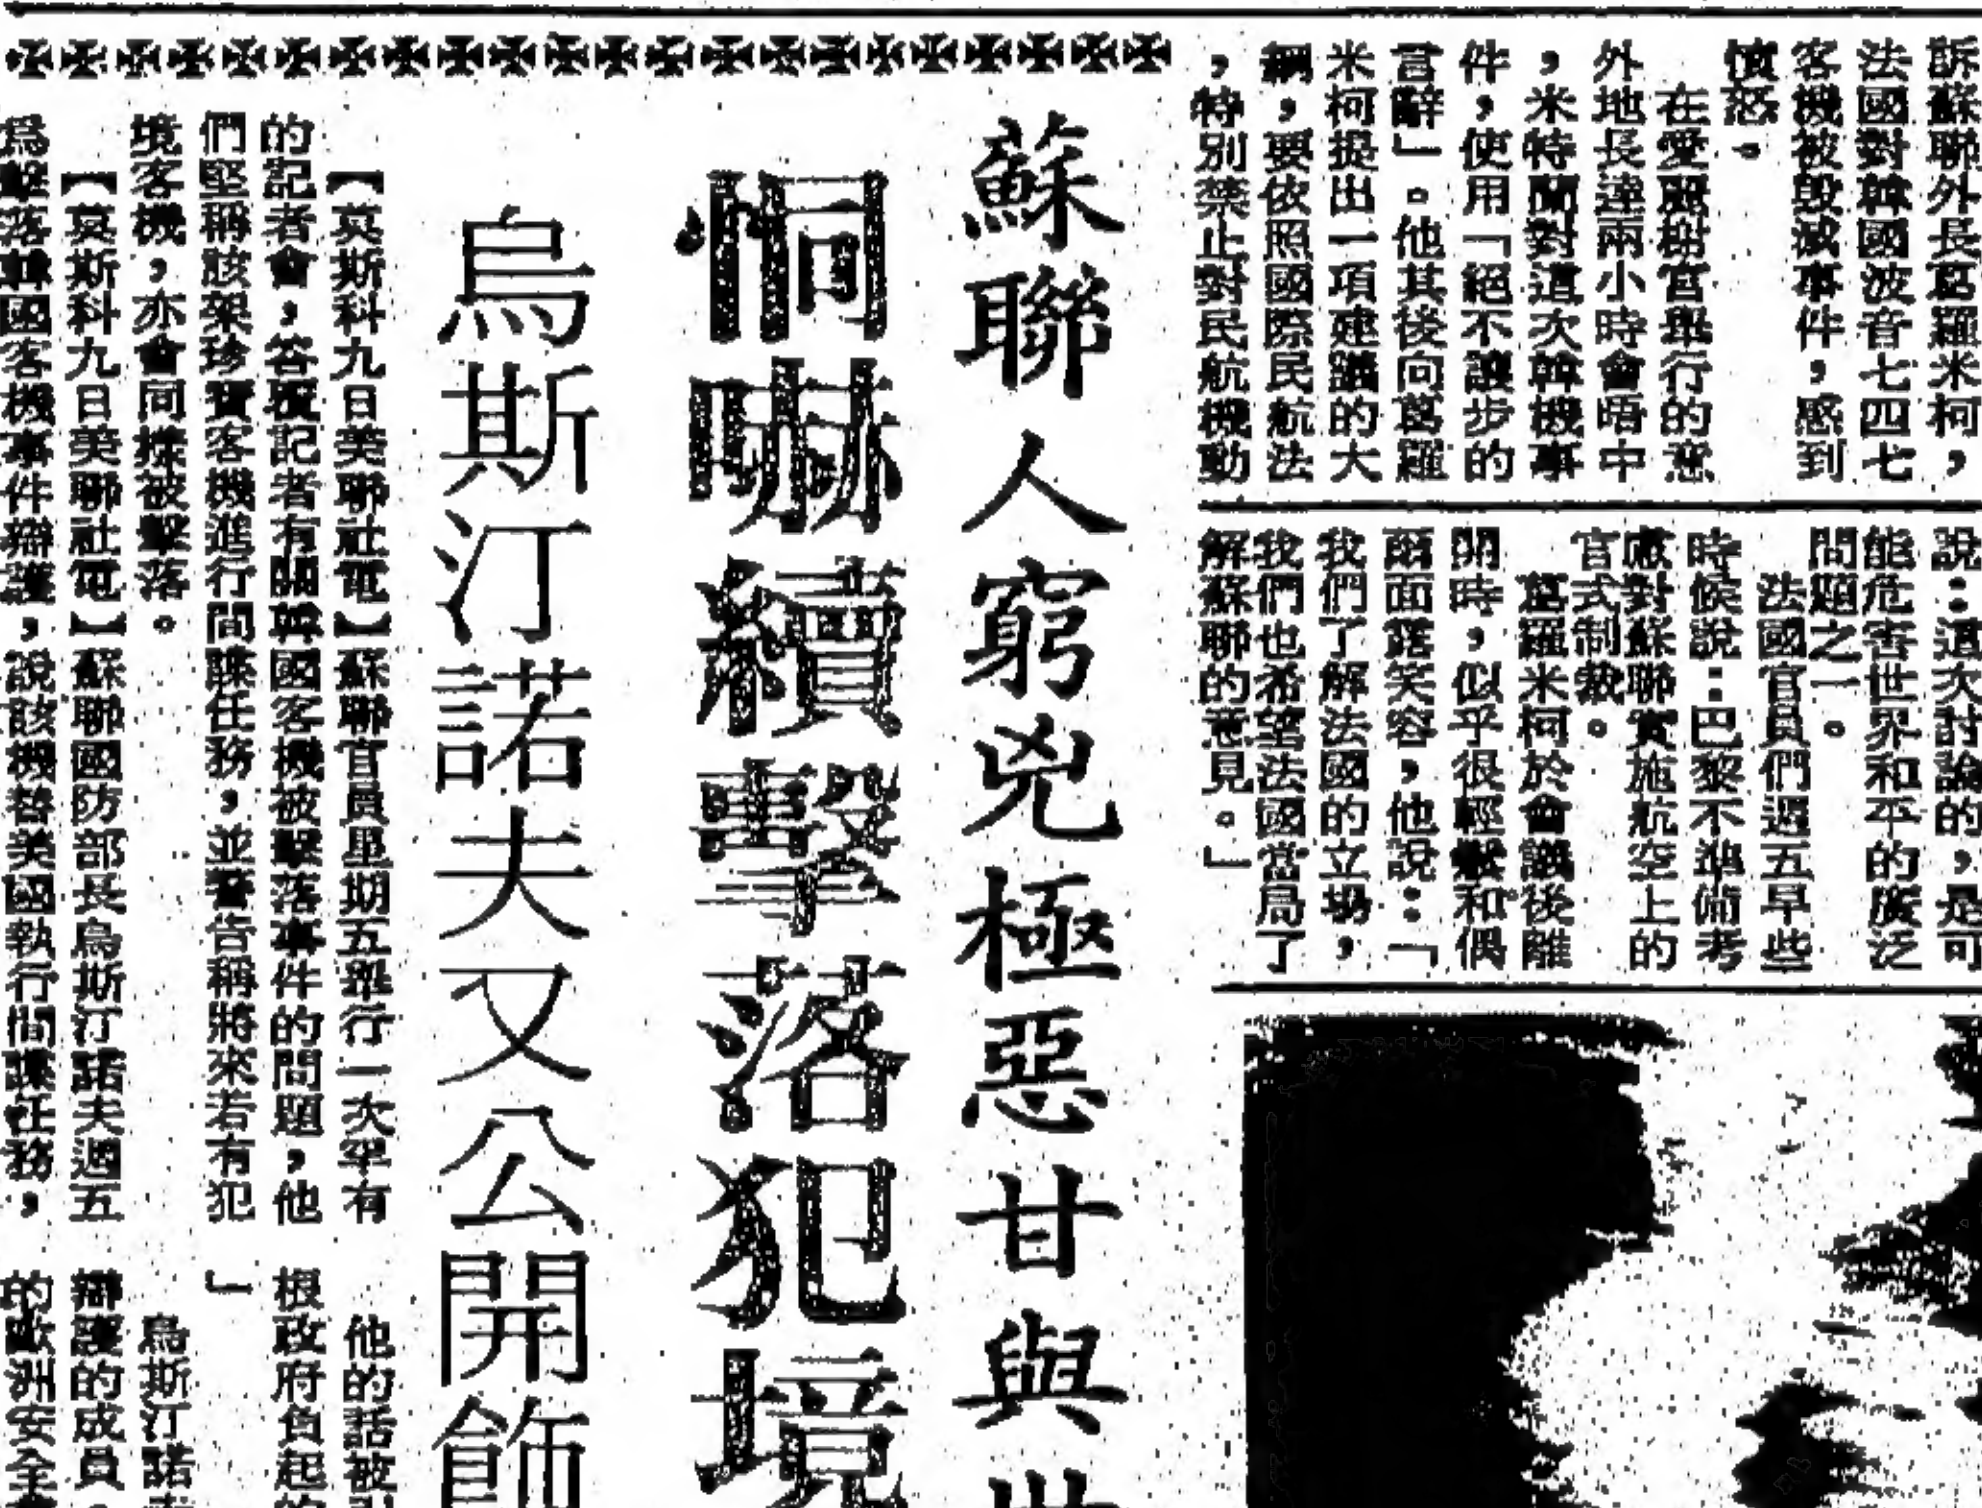 訴蘇聯外長葛羅米柯，
法國對韓國波音七四七
客機被毀滅事件，感到
憤怒。
在愛麗榭宮舉行的意
外地長達兩小時會晤中
，米特蘭對這次韓機事
件，使用「絕不讓步的
言辭」。他其後向葛羅
米柯提出一項建議的大
綱，要依照國際民航法
，特別禁止對民航機動
說：這次討論的，是可
能危害世界和平的廣泛
問題之一。
法國官員們週五早些
時候說：巴黎不準備考
慮對蘇聯實施航空上的
官式制裁。
葛羅米柯於會議後離
開時，似乎很輕鬆和偶
爾面露笑容，他說：「
我們了解法國的立場，
我們也希望法國當局了
解蘇聯的意見。」
蘇聯人窮兇極惡甘與世
恫嚇續擊落犯境
烏斯汀諾夫又公開飾
【莫斯科九日美聯社電】蘇聯官員星期五舉行一次罕有
的記者會，答覆記者有關韓國客機被擊落事件的問題，他
們堅稱該架珍寶客機進行間諜任務，並警告稱將來若有犯
境客機，亦會同樣被擊落。
【莫斯科九日美聯社電】蘇聯國防部長烏斯汀諾夫週五
爲擊落韓國客機事件辯護，說該機替美國執行間諜任務，
他的話被引
根政府負起的
」
烏斯汀諾夫
辯護的成員。
的歐洲安全會